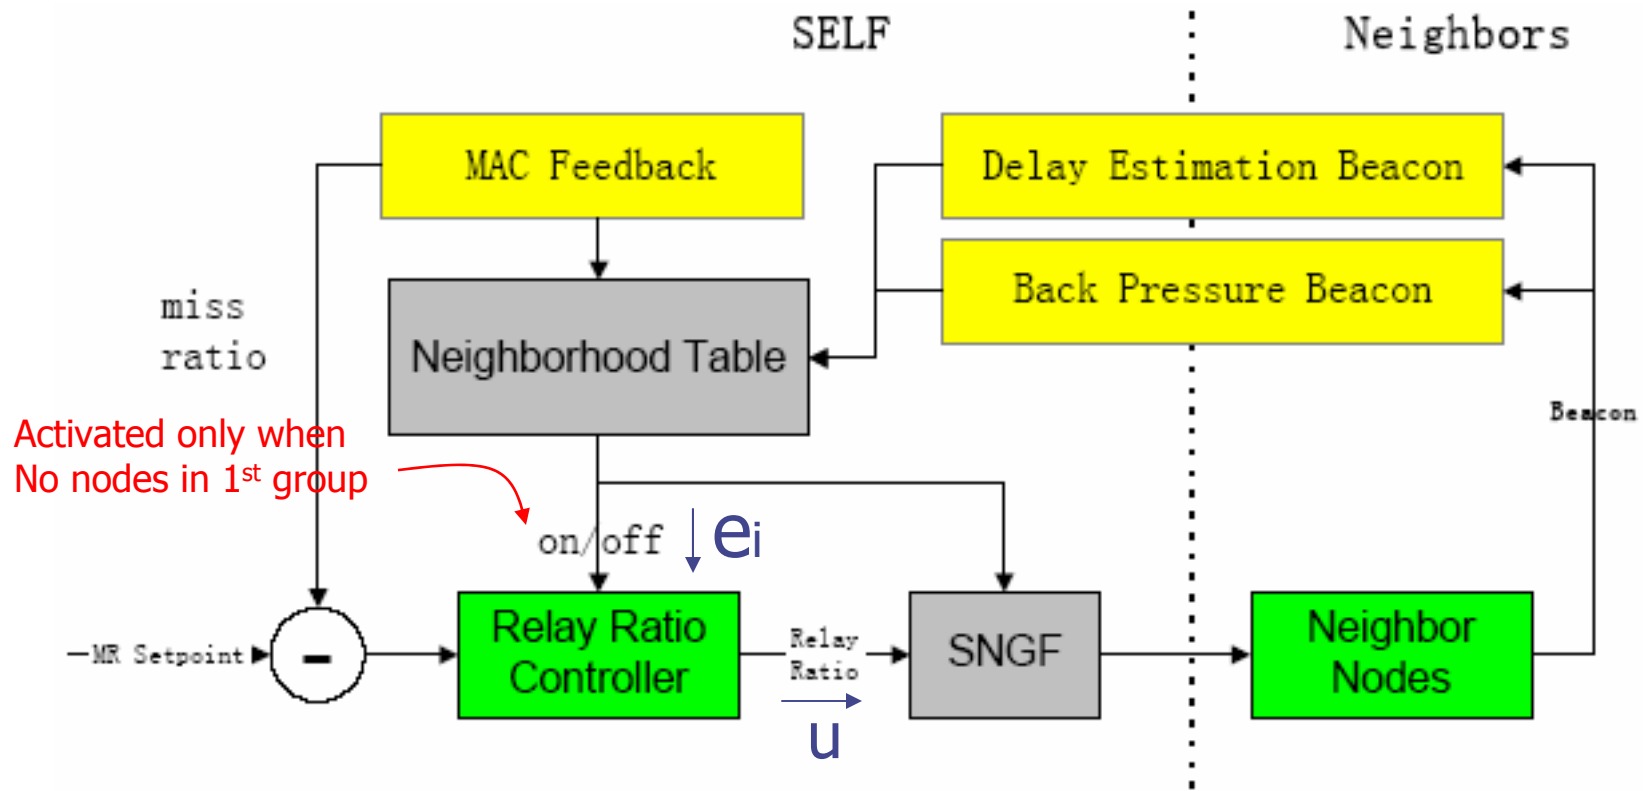 SELF
Neighbors
MAC Feedback
Delay Estimation Beacon
Back Pressure Beacon
miss
ratio
Neighborhood Table
Beacon
Activated only when
No nodes in 1st group
on/off
ei
MR Setpoint
-
Relay Ratio
Controller
Relay
Ratio
u
SNGF
Neighbor
Nodes